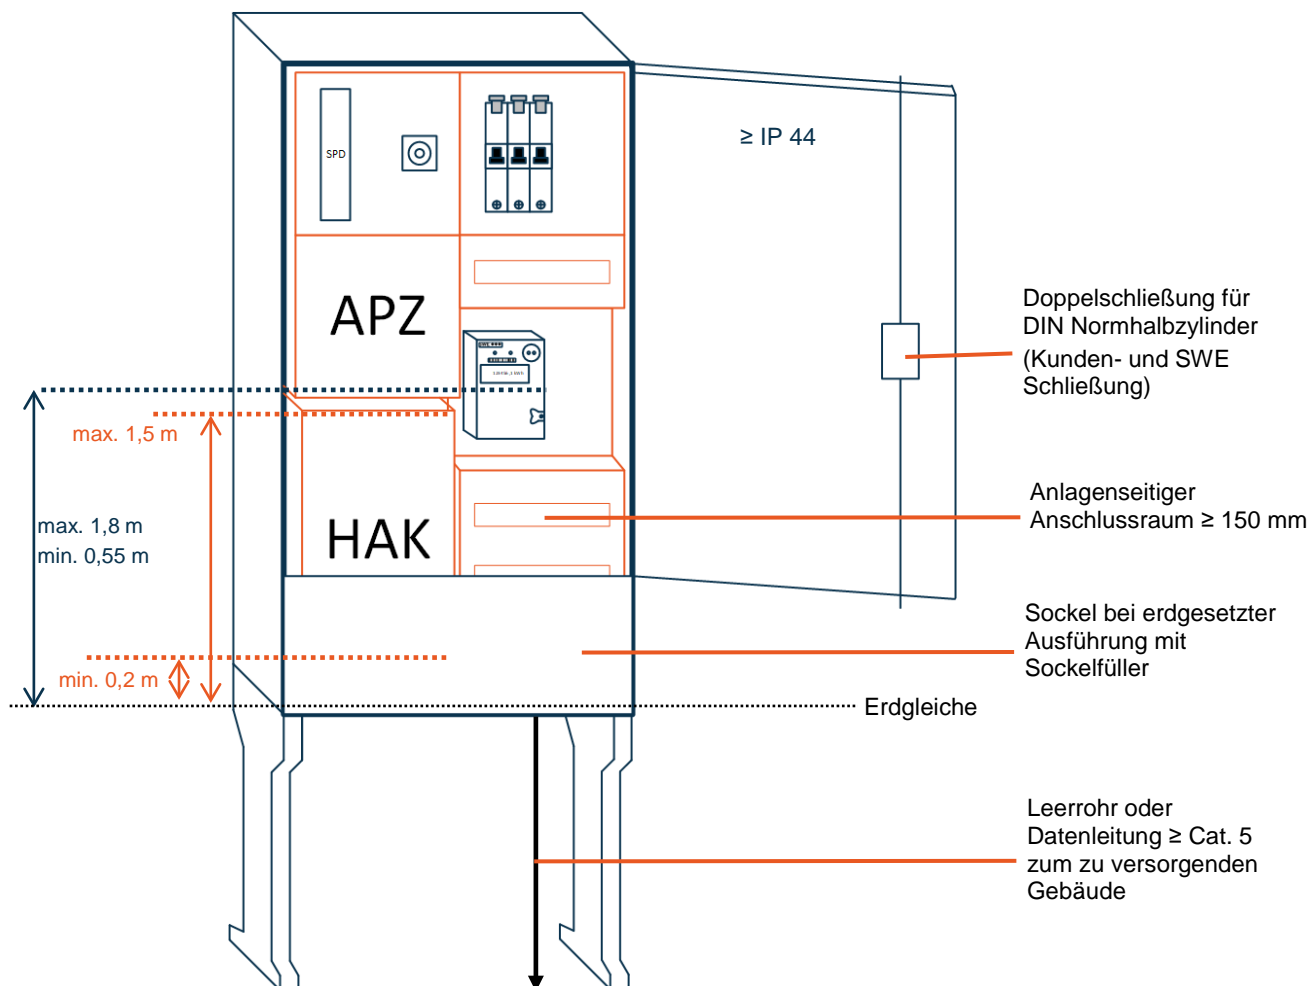 ≥ IP 44
SPD
APZ
HAK
max. 1,5 m
max. 1,8 m
min. 0,55 m
min. 0,2 m
Doppelschließung für
DIN Normhalbzylinder
(Kunden- und SWE
Schließung)
Anlagenseitiger
Anschlussraum ≥ 150 mm
Sockel bei erdgesetzter
Ausführung mit
Sockelfüller
Erdgleiche
Leerrohr oder
Datenleitung ≥ Cat. 5
zum zu versorgenden
Gebäude